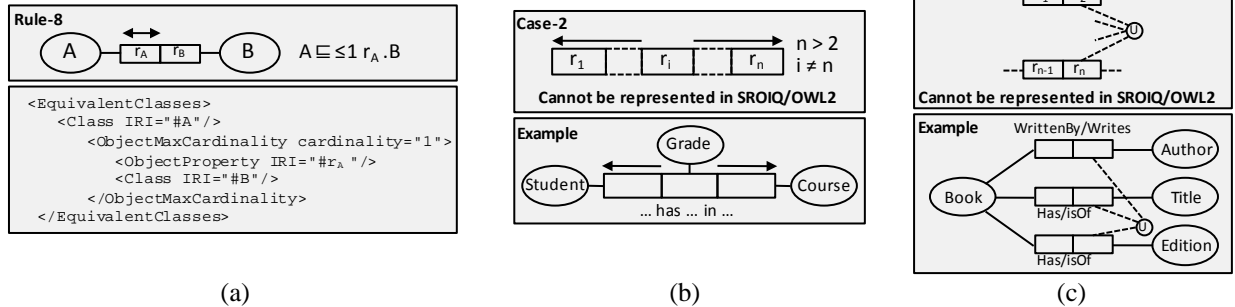 Rule-8
A
rA
rB
B
A ⊑ ≤1 rA .B
<EquivalentClasses>
<Class IRI="#A"/>
<ObjectMaxCardinality cardinality="1">
<ObjectProperty IRI="#rA "/>
<Class IRI="#B"/>
</ObjectMaxCardinality>
</EquivalentClasses>
(a)
Case-2
r1
ri
rn
n > 2
i ≠ n
Cannot be represented in SROIQ/OWL2
Example
Grade
Student
Course
... has ... in ...
(b)
U
rn-1
rn
Cannot be represented in SROIQ/OWL2
Example
WrittenBy/Writes
Author
Book
Title
Has/isOf
U
Edition
Has/isOf
(c)